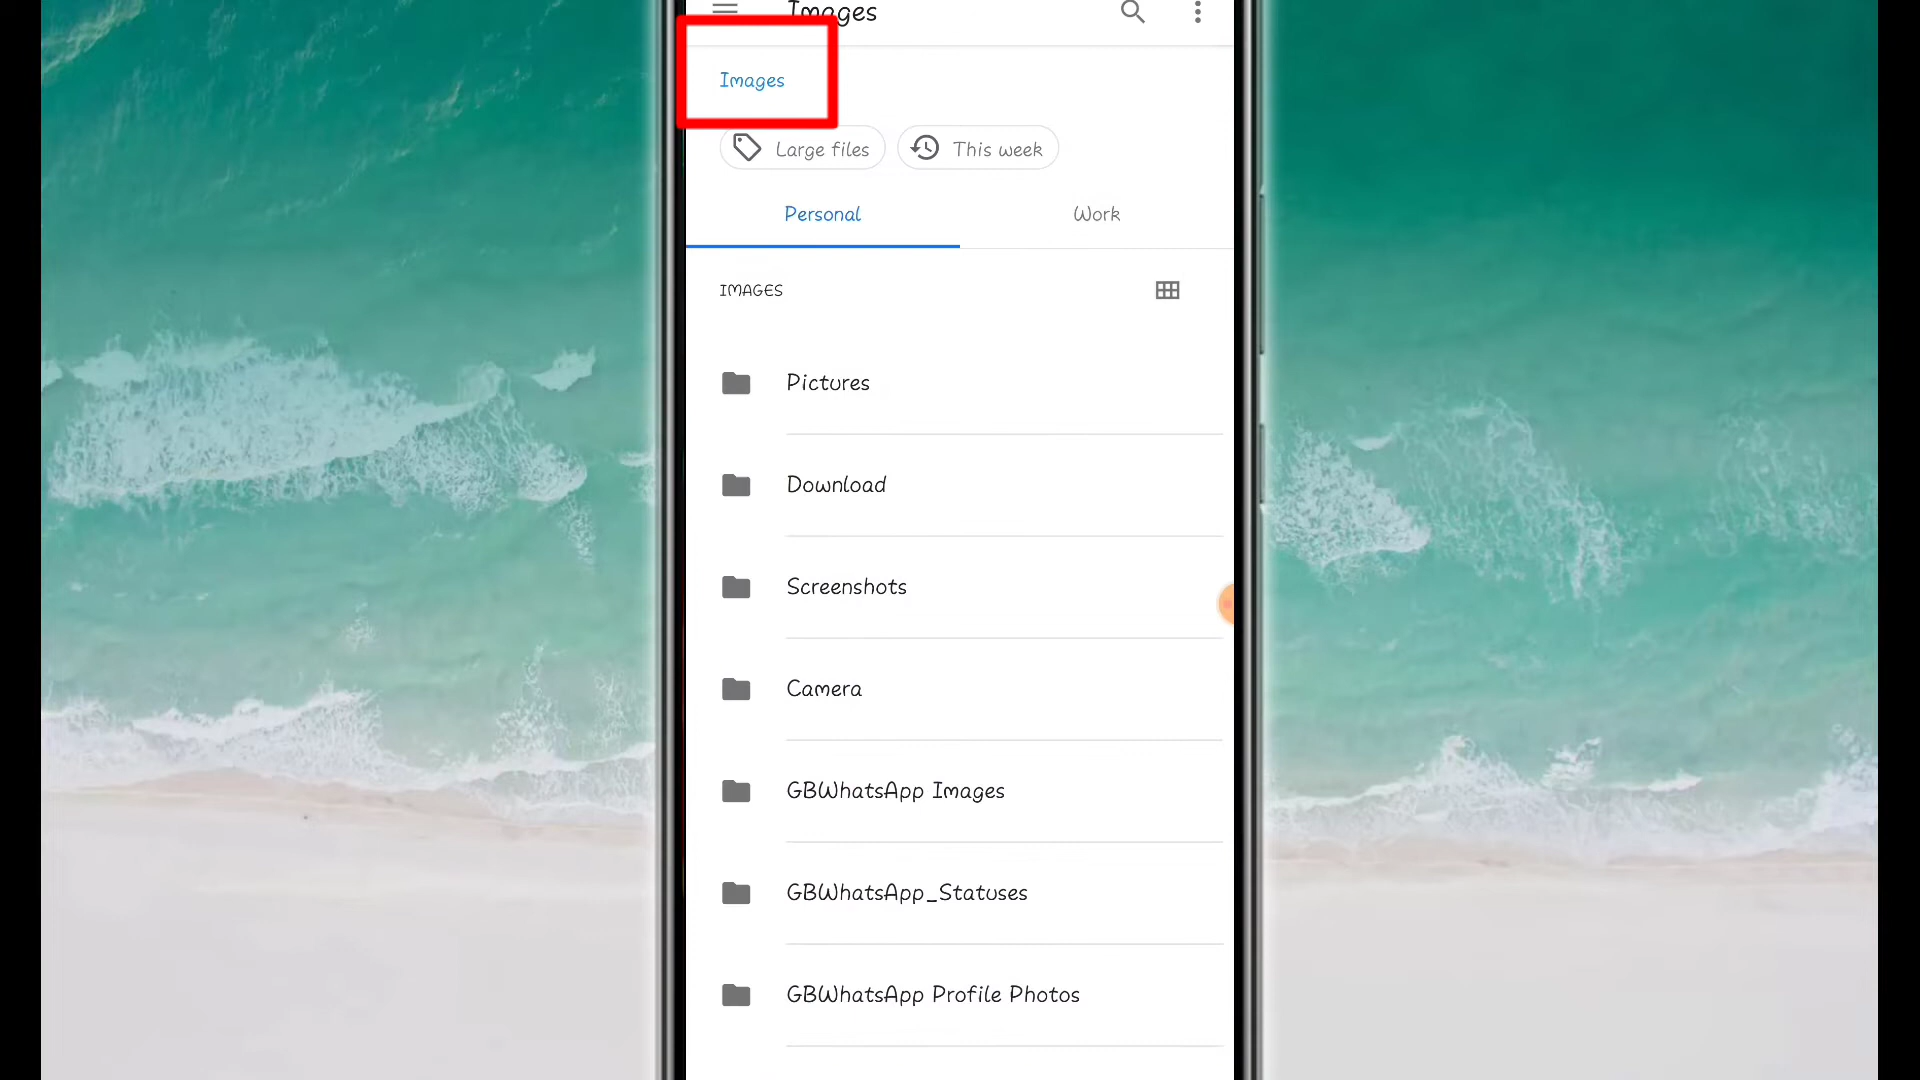 Images
Images
Large files
This week
Personal
Work
IMAGES
Pictures
Download
Screenshots
Camera
GBWhatsApp Images
GBWhatsApp_Statuses
GBWhatsApp Profile Photos